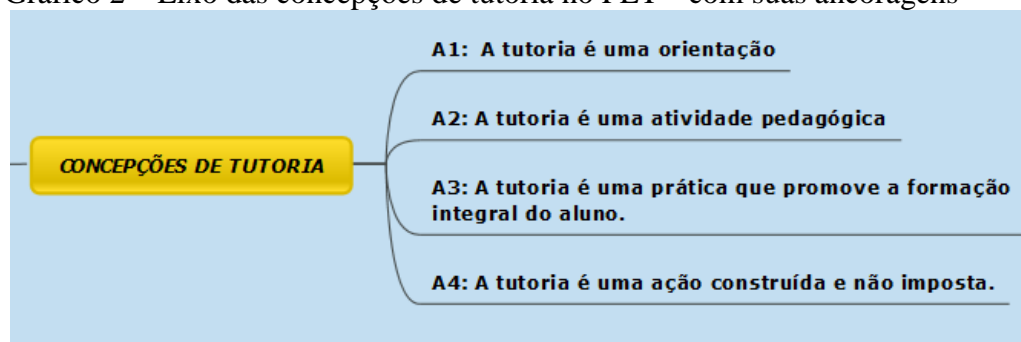 Gráfico 2 – Eixo das concepções de tutoria no PET – com suas ancoragens
A1: A tutoria é uma orientação
A2: A tutoria é uma atividade pedagógica
CONCEPÇÕES DE TUTORIA
A3: A tutoria é uma prática que promove a formação
integral do aluno.
A4: A tutoria é uma ação construída e não imposta.